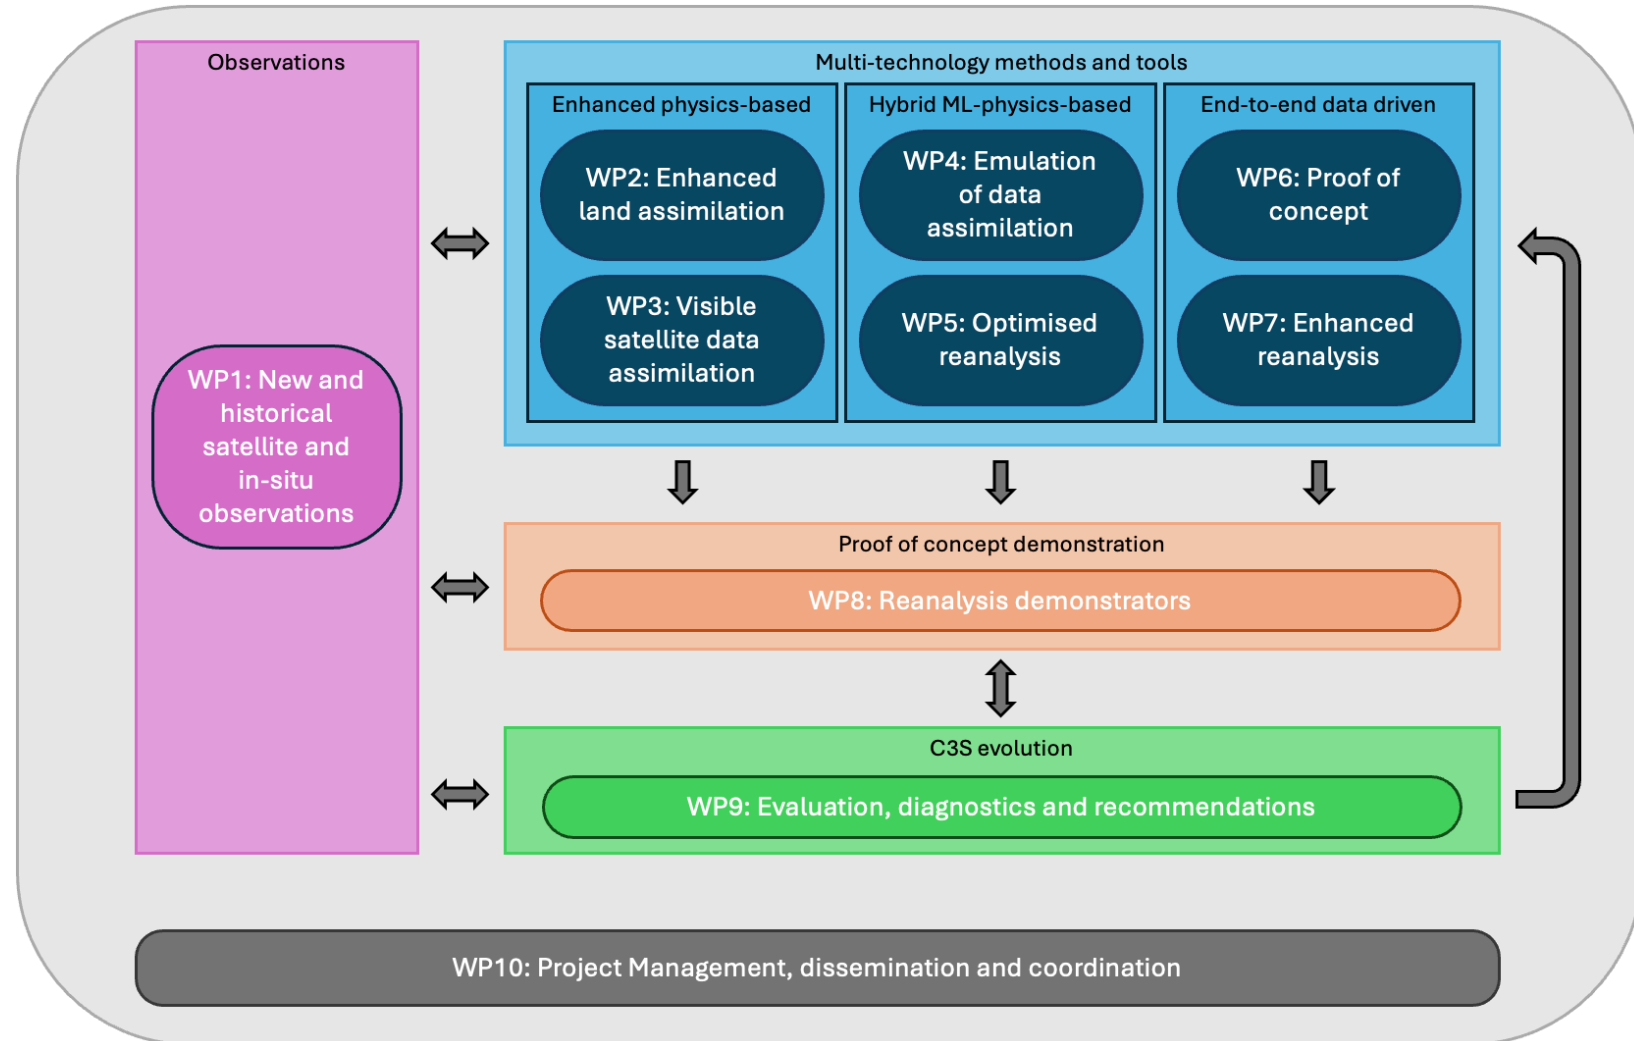 Observations
WP1: New and
historical
satellite and
in-situ
observations
Multi-technology methods and tools
Enhanced physics-based
WP2: Enhanced
land assimilation
WP3: Visible
satellite data
assimilation
Hybrid ML-physics-based
WP4: Emulation
of data
assimilation
WP5: Optimised
reanalysis
End-to-end data driven
WP6: Proof of
concept
WP7: Enhanced
reanalysis
Proof of concept demonstration
WP8: Reanalysis demonstrators
C3S evolution
WP9: Evaluation, diagnostics and recommendations
WP10: Project Management, dissemination and coordination